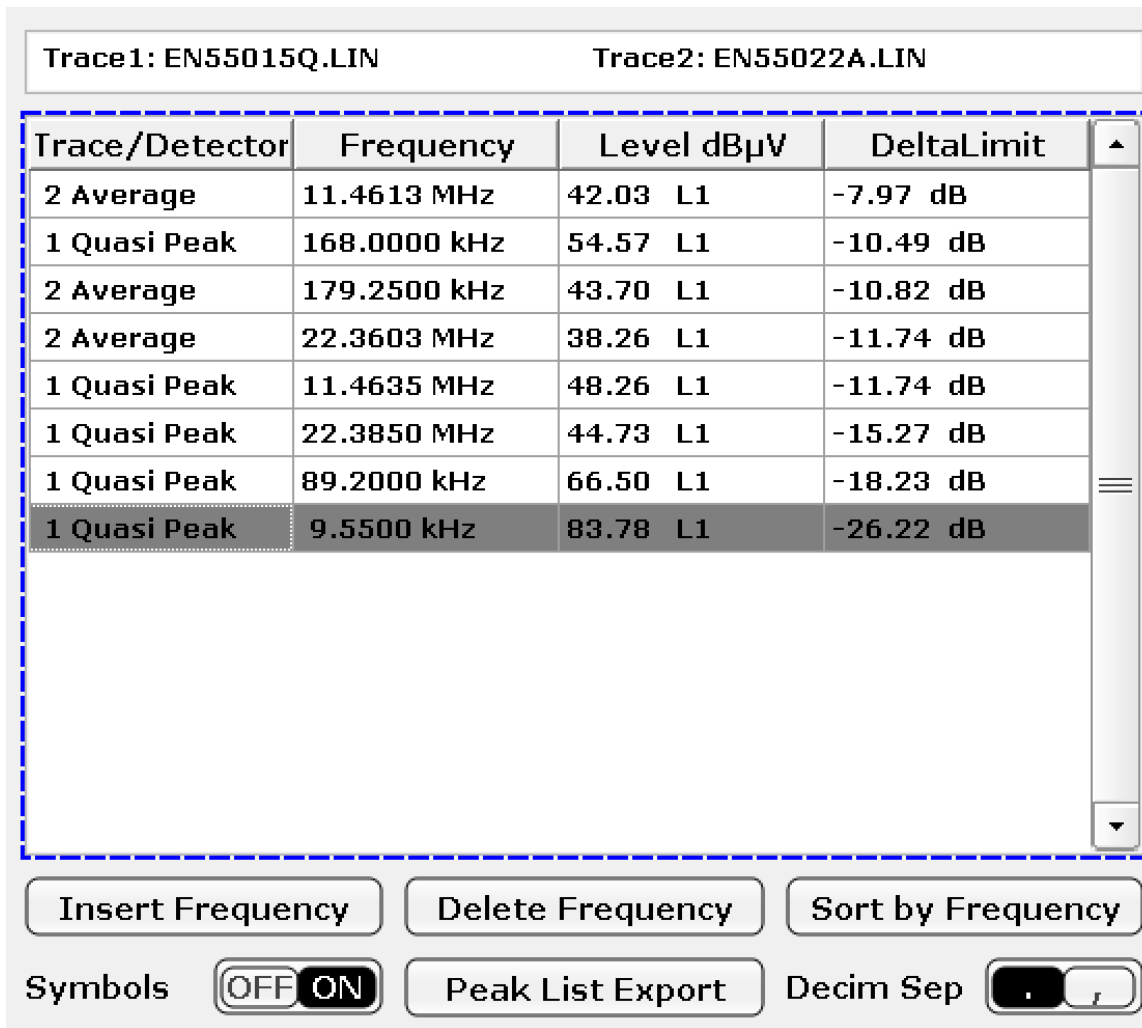 Trace1: EN55015Q.LIN Trace2: EN55022A.LIN
Trace/Detector Frequency Level dBµV DeltaLimit
2 Average 11.4613 MHz 42.03 L1 -7.97 dB
1 Quasi Peak 168.0000 kHz 54.57 L1 -10.49 dB
2 Average 179.2500 kHz 43.70 L1 -10.82 dB
2 Average 22.3603 MHz 38.26 L1 -11.74 dB
1 Quasi Peak 11.4635 MHz 48.26 L1 -11.74 dB
1 Quasi Peak 22.3850 MHz 44.73 L1 -15.27 dB
1 Quasi Peak 89.2000 kHz 66.50 L1 -18.23 dB
1 Quasi Peak 9.5500 kHz 83.78 L1 -26.22 dB
Insert Frequency Delete Frequency Sort by Frequency
Symbols OFF ON Peak List Export Decim Sep . ,